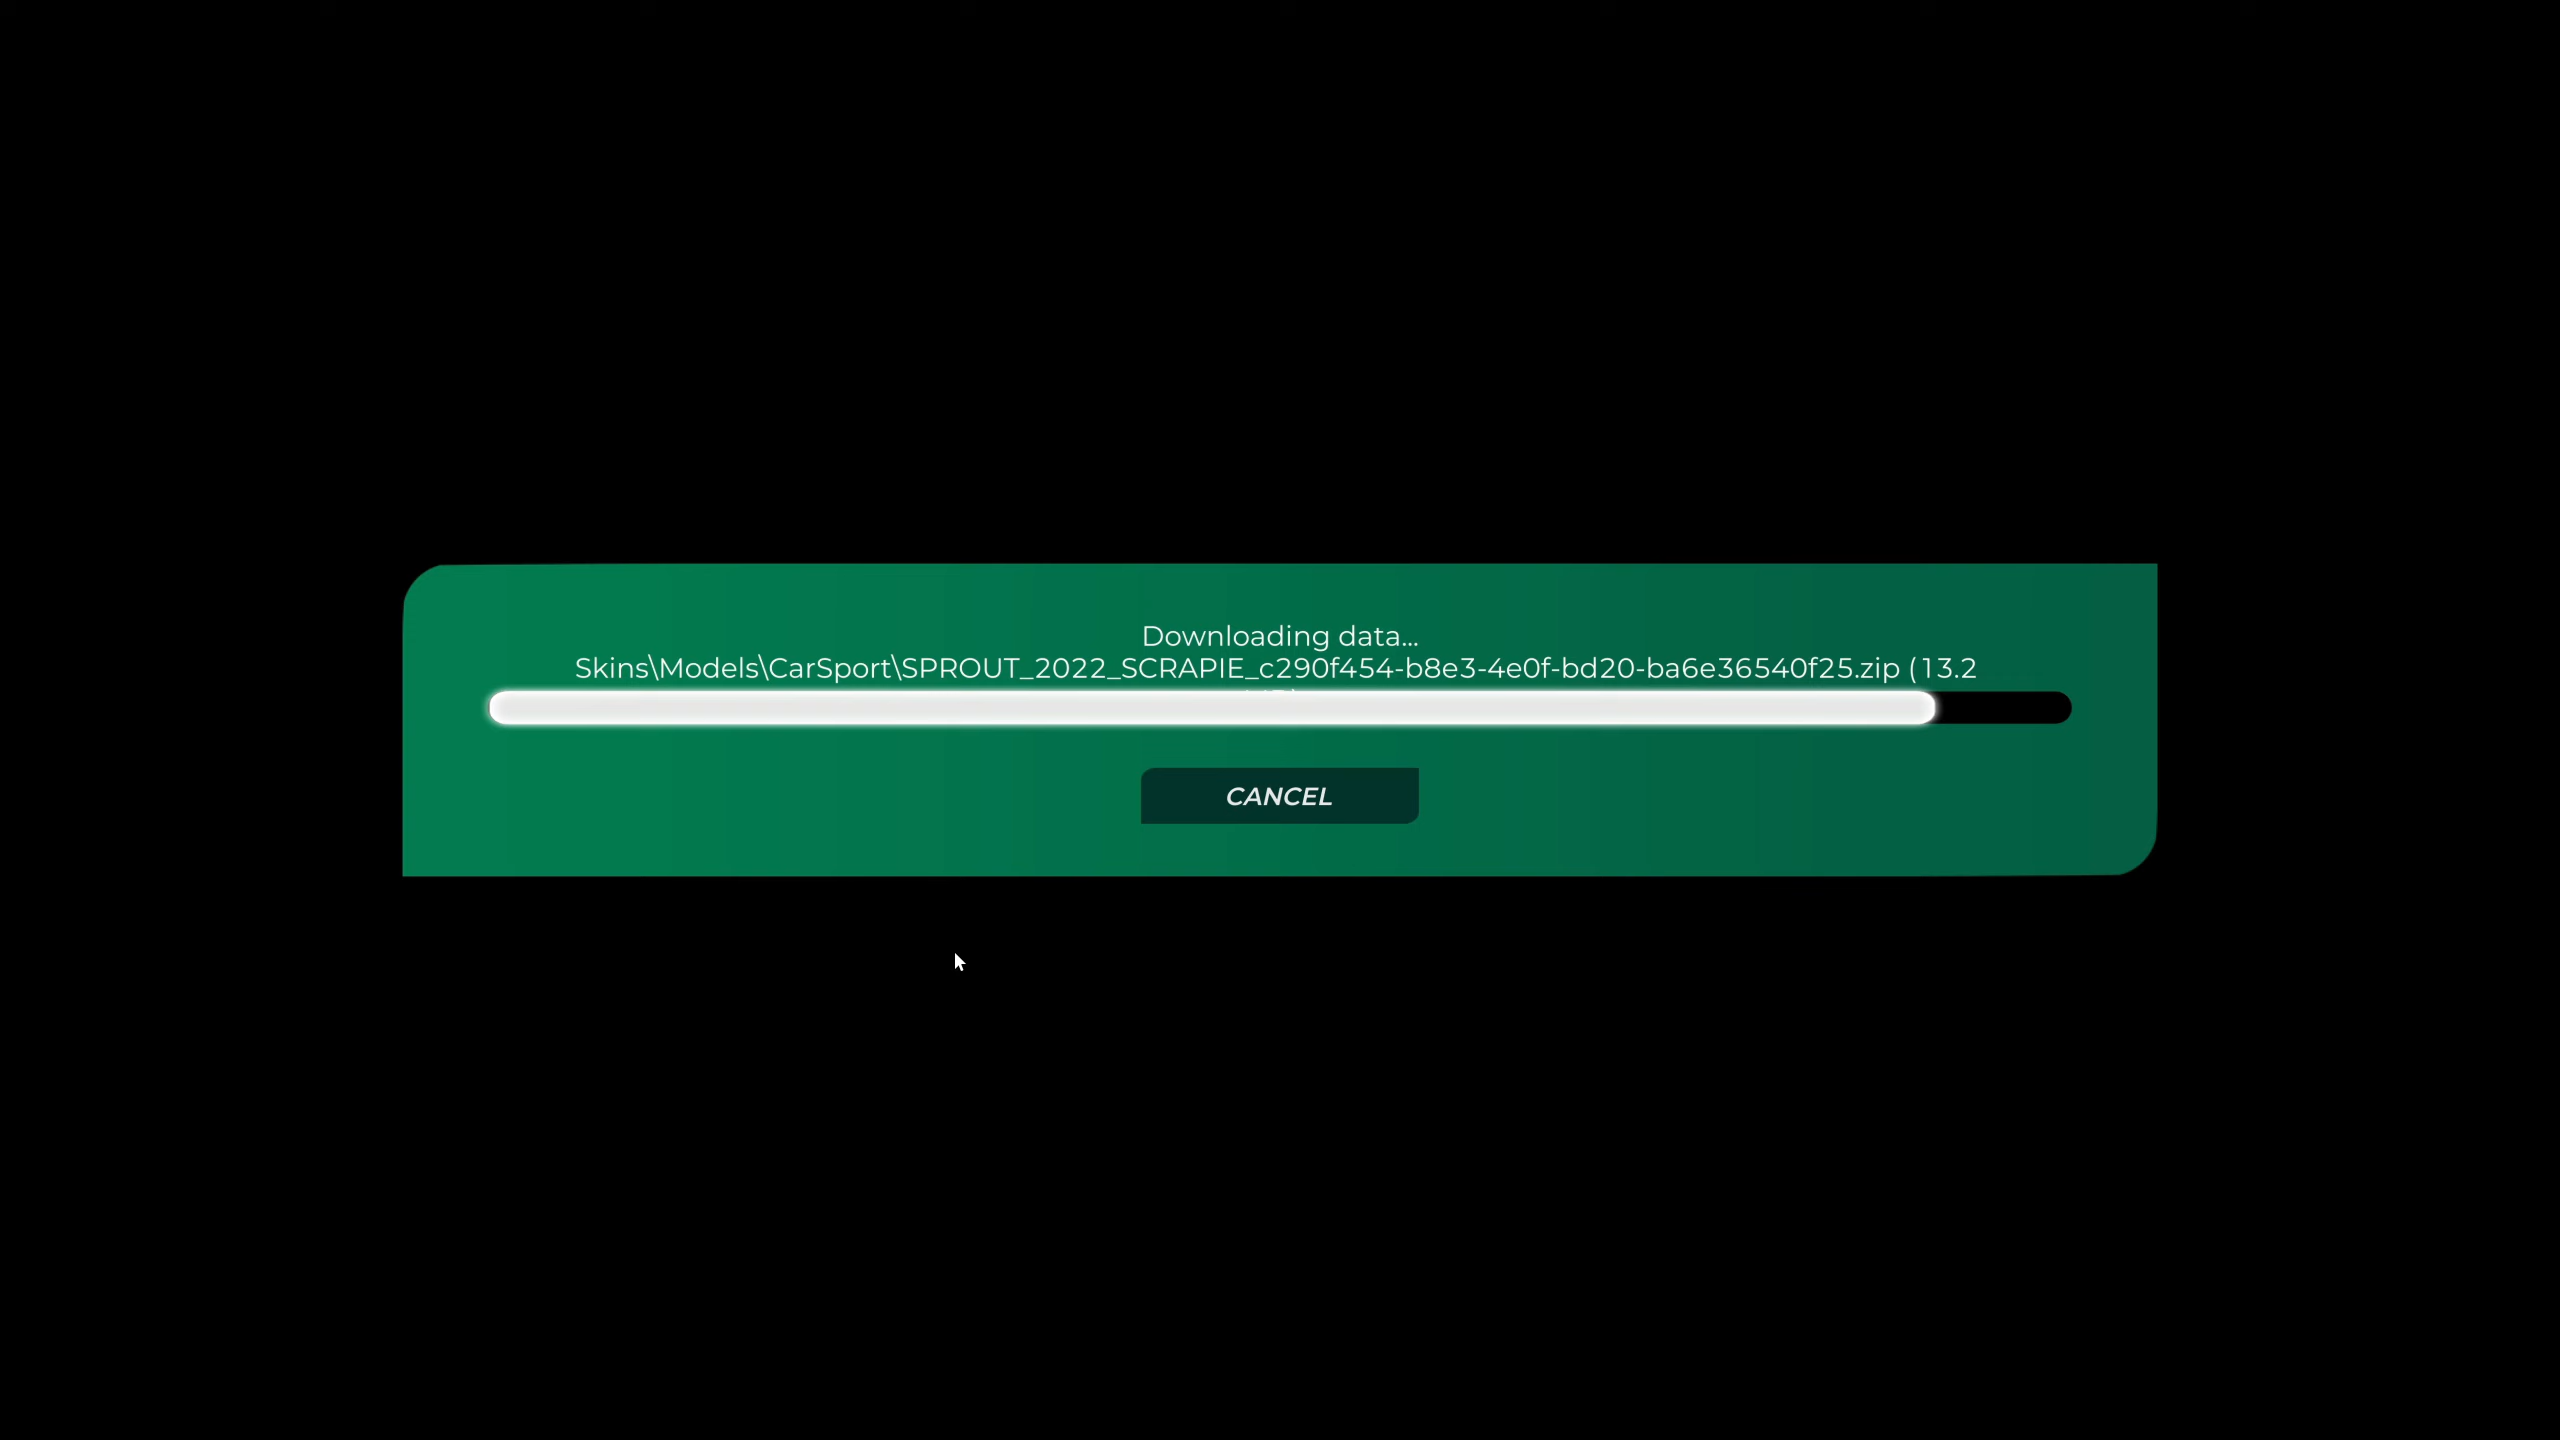 Downloading data...
Skins\Models\CarSport\SPROUT_2022_SCRAPIE_c290f454-b8e3-4e0f-bd20-ba6e36540f25.zip (13.2
CANCEL